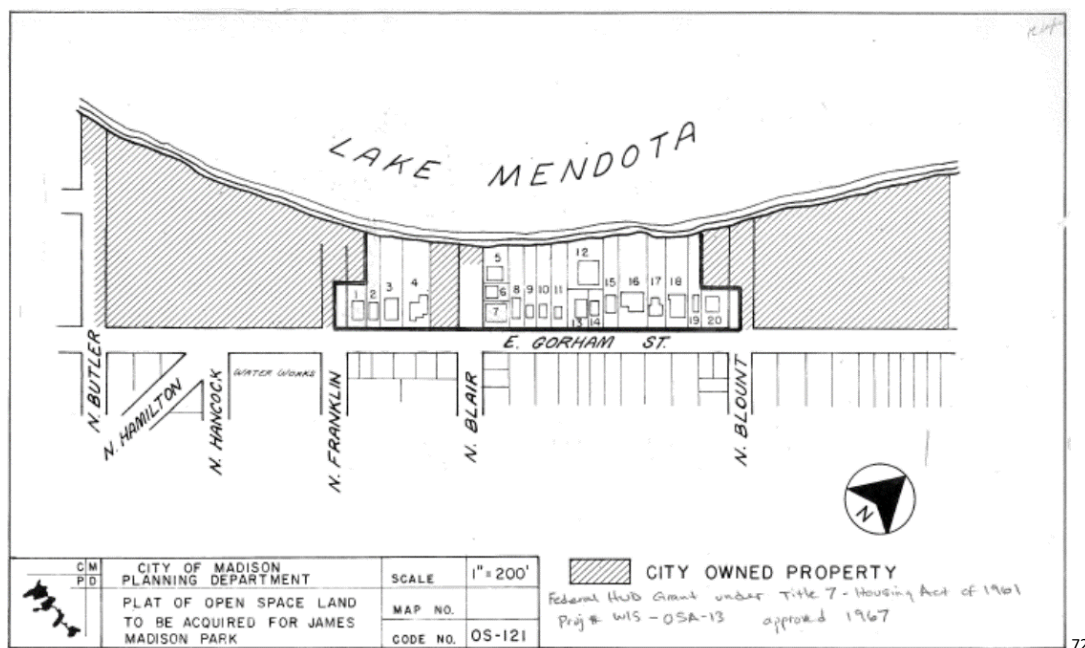 LAKE MENDOTA
5
12
1
2
3
4
6
7
8
9
10
11
13
14
15
16
17
18
19
20
E. GORHAM ST.
N. BUTLER
N. HAMILTON
N. HANCOCK
WATER WORKS
N. FRANKLIN
N. BLAIR
N. BLOUNT
N
C M
P D
CITY OF MADISON
PLANNING DEPARTMENT
PLAT OF OPEN SPACE LAND
TO BE ACQUIRED FOR JAMES
MADISON PARK
SCALE 1" = 200'
MAP NO.
CODE NO. OS-121
CITY OWNED PROPERTY
Federal HUD Grant under Title 7 - Housing Act of 1961
Proj # WIS - OSA-13 approved 1967
72